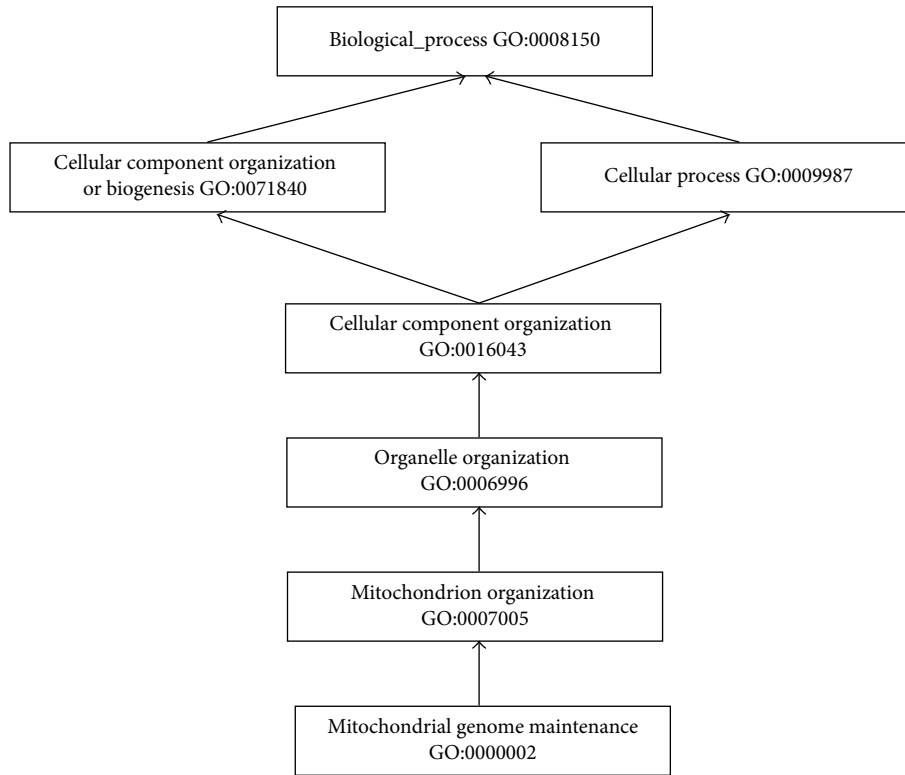 Biological_process GO:0008150
Cellular component organization
or biogenesis GO:0071840
Cellular process GO:0009987
Cellular component organization
GO:0016043
Organelle organization
GO:0006996
Mitochondrion organization
GO:0007005
Mitochondrial genome maintenance
GO:0000002